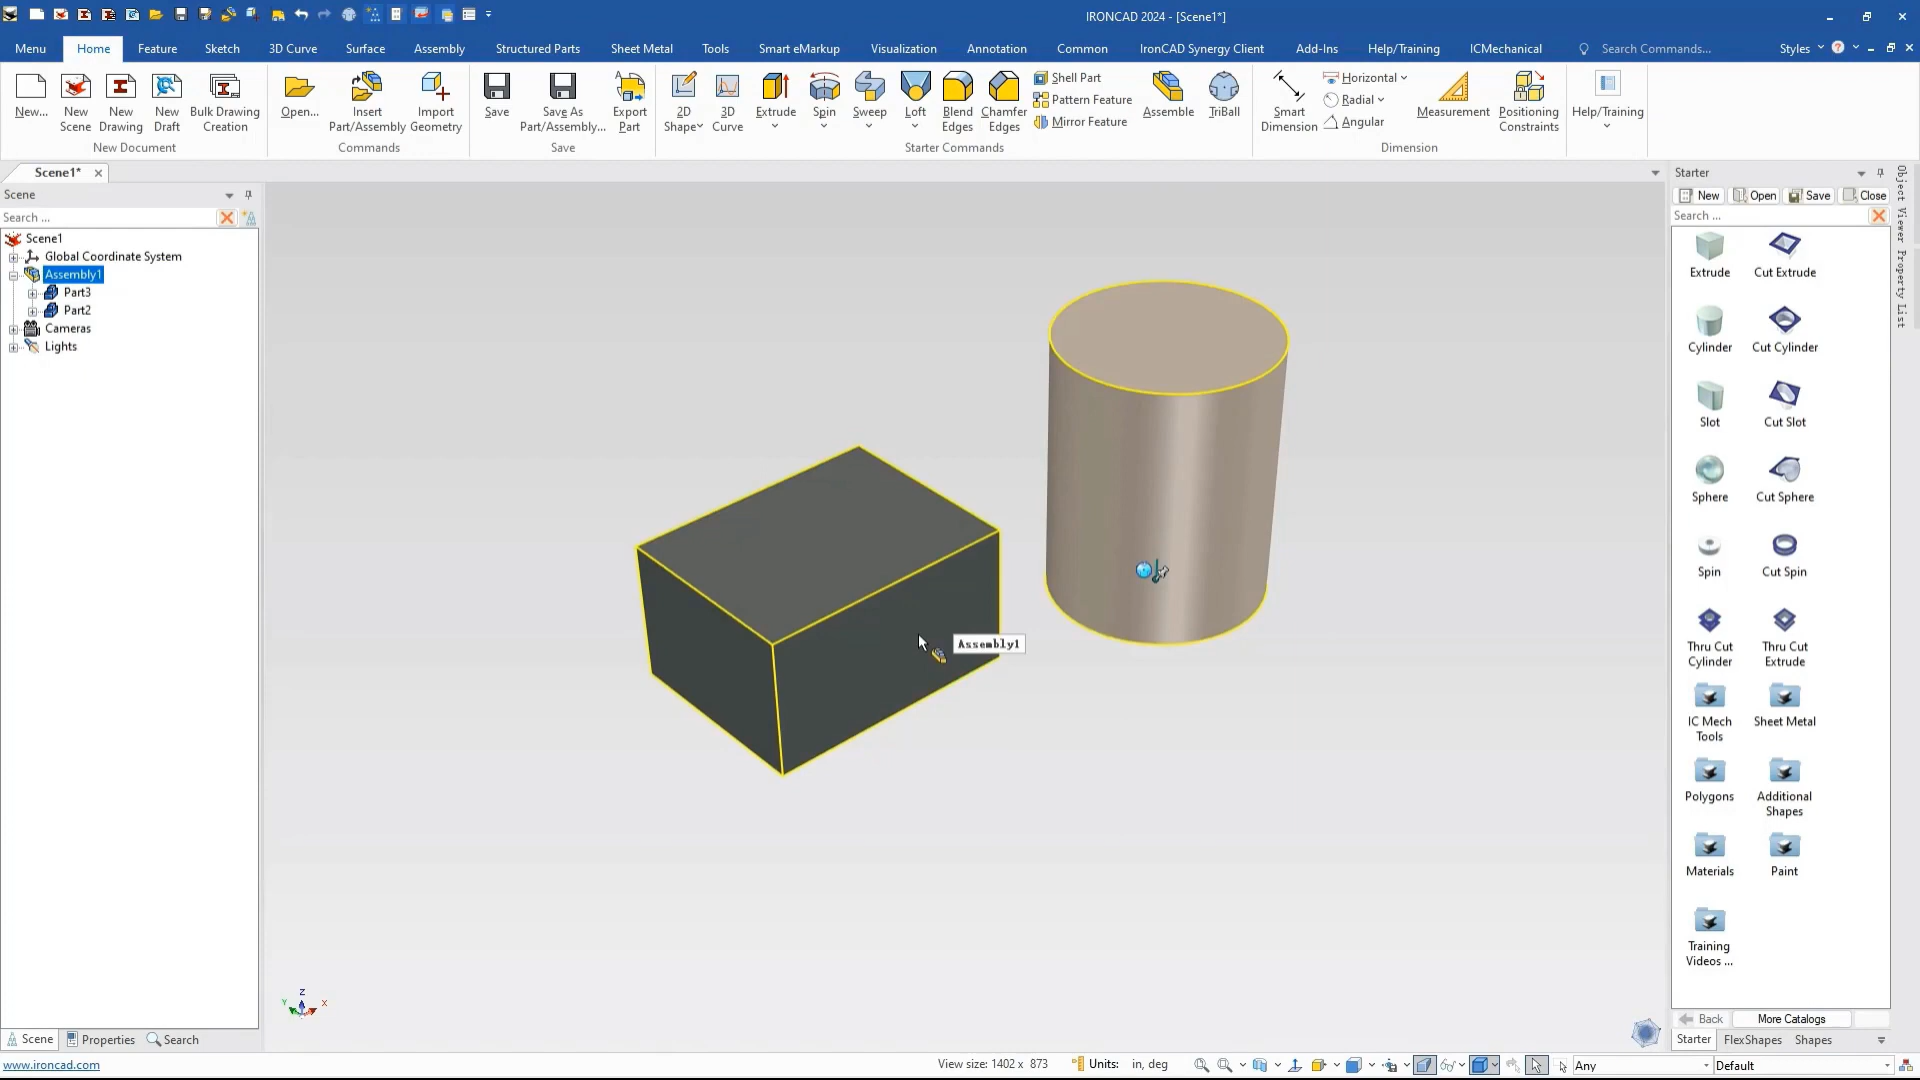 IRONCAD 2024 - [Scene1*]
Menu Home Feature Sketch 3D Curve Surface Assembly Structured Parts Sheet Metal Tools Smart eMarkup Visualization Annotation Common IronCAD Synergy Client Add-Ins Help/Training ICMechanical Search Commands... Styles
New... New Scene New Drawing New Draft Bulk Drawing Creation
New Document
Open... Insert Part/Assembly Import Geometry
Commands
Save Save As Part/Assembly... Export Part
Save
2D Shape 3D Curve Extrude Spin Sweep Loft Blend Edges Chamfer Edges Shell Part Pattern Feature Mirror Feature Assemble TriBall
Starter Commands
Smart Dimension Horizontal Radial Angular Measurement Positioning Constraints
Dimension
Help/Training
Scene1*
Scene
Search ...
Scene1
Global Coordinate System
Assembly1
Part3
Part2
Cameras
Lights
Assembly1
Z
Y X
Starter
New Open Save Close
Search ...
Extrude Cut Extrude
Cylinder Cut Cylinder
Slot Cut Slot
Sphere Cut Sphere
Spin Cut Spin
Thru Cut Cylinder Thru Cut Extrude
IC Mech Tools Sheet Metal
Polygons Additional Shapes
Materials Paint
Training Videos ...
Back More Catalogs
Starter FlexShapes Shapes
Object Viewer Property List
Scene Properties Search
www.ironcad.com
View size: 1402 x 873 Units: in, deg Any Default